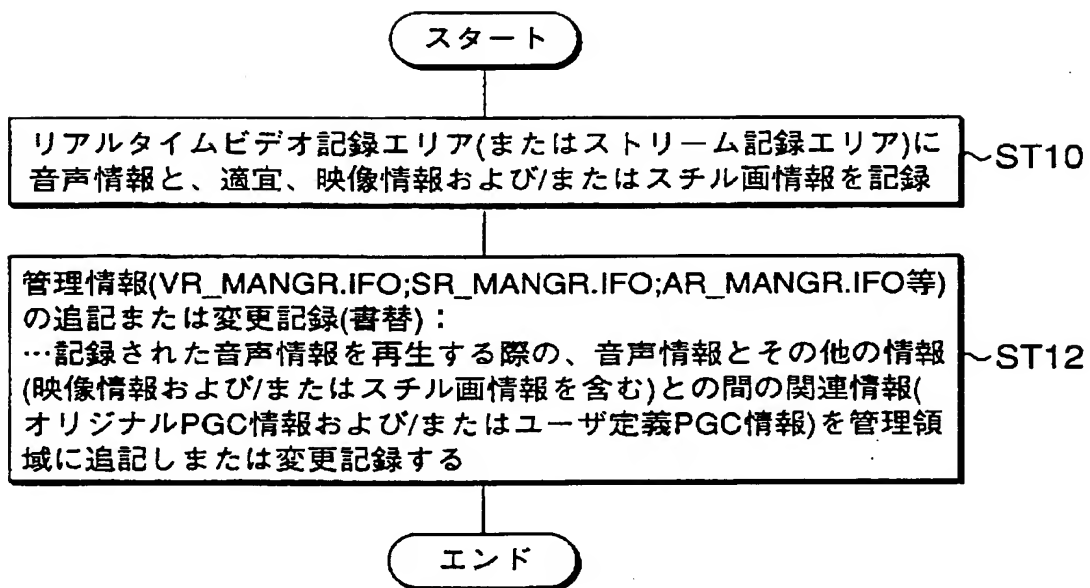 スタート
リアルタイムビデオ記録エリア(またはストリーム記録エリア)に
音声情報と、適宜、映像情報および/またはスチル画情報を記録
~ST10
管理情報(VR_MANGR.IFO;SR_MANGR.IFO;AR_MANGR.IFO等)
の追記または変更記録(書替)：
…記録された音声情報を再生する際の、音声情報とその他の情報
(映像情報および/またはスチル画情報を含む)との間の関連情報(
オリジナルPGC情報および/またはユーザ定義PGC情報)を管理領
域に追記しまたは変更記録する
~ST12
エンド